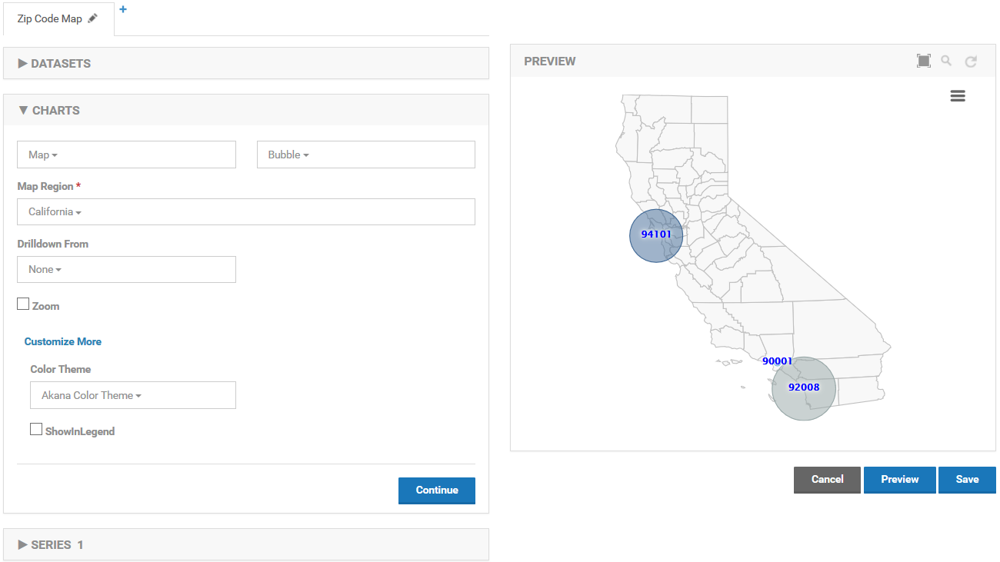 Zip Code Map
+
DATASETS
CHARTS
Map
Bubble
Map Region *
California
Drilldown From
None
Zoom
Customize More
Color Theme
Akana Color Theme
ShowInLegend
Continue
SERIES 1
PREVIEW
94101
90001
92008
Cancel
Preview
Save